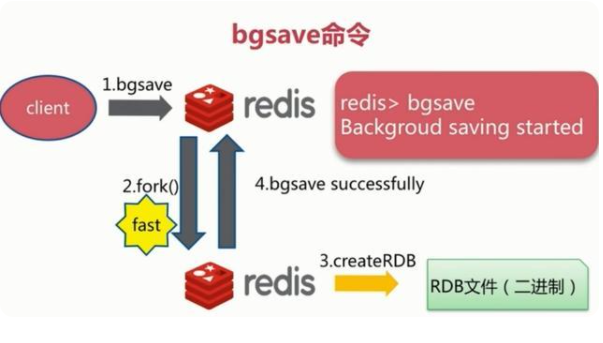 bgsave命令
1.bgsave
client
redis
redis> bgsave
Backgroud saving started
2.fork()
fast
4.bgsave successfully
redis
3.createRDB
RDB文件（二进制）